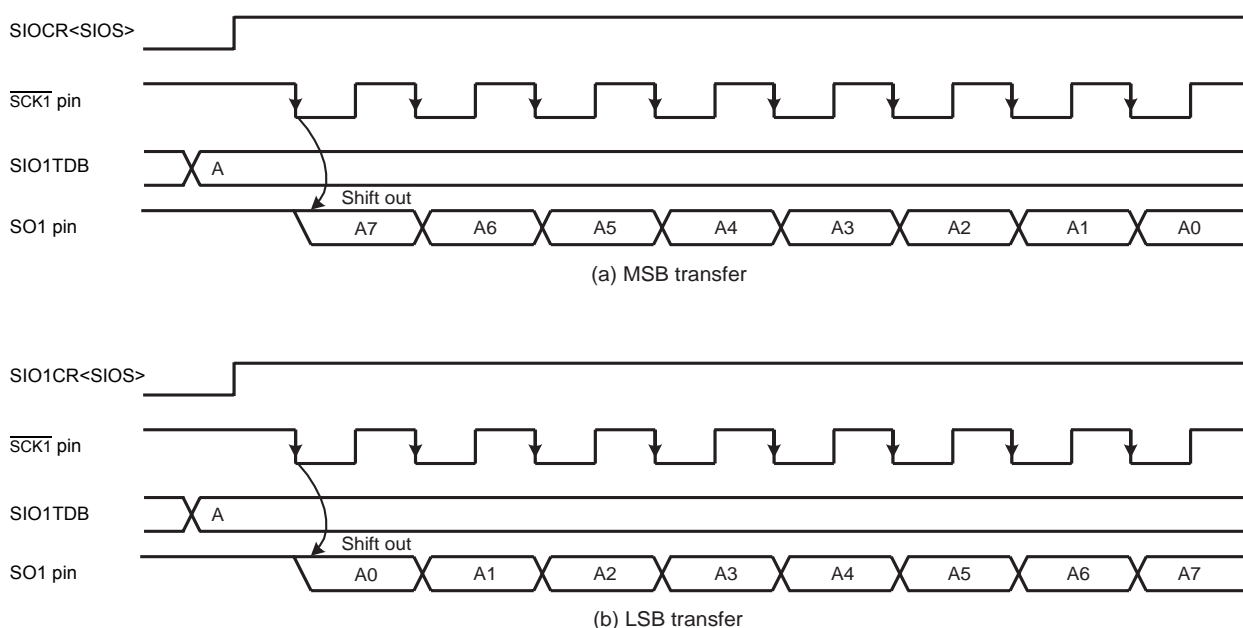 SIOCR<SIOS>
SCK1 pin
SIO1TDB
A
Shift out
SO1 pin
A7 A6 A5 A4 A3 A2 A1 A0
(a) MSB transfer
SIO1CR<SIOS>
SCK1 pin
SIO1TDB
A
Shift out
SO1 pin
A0 A1 A2 A3 A4 A5 A6 A7
(b) LSB transfer